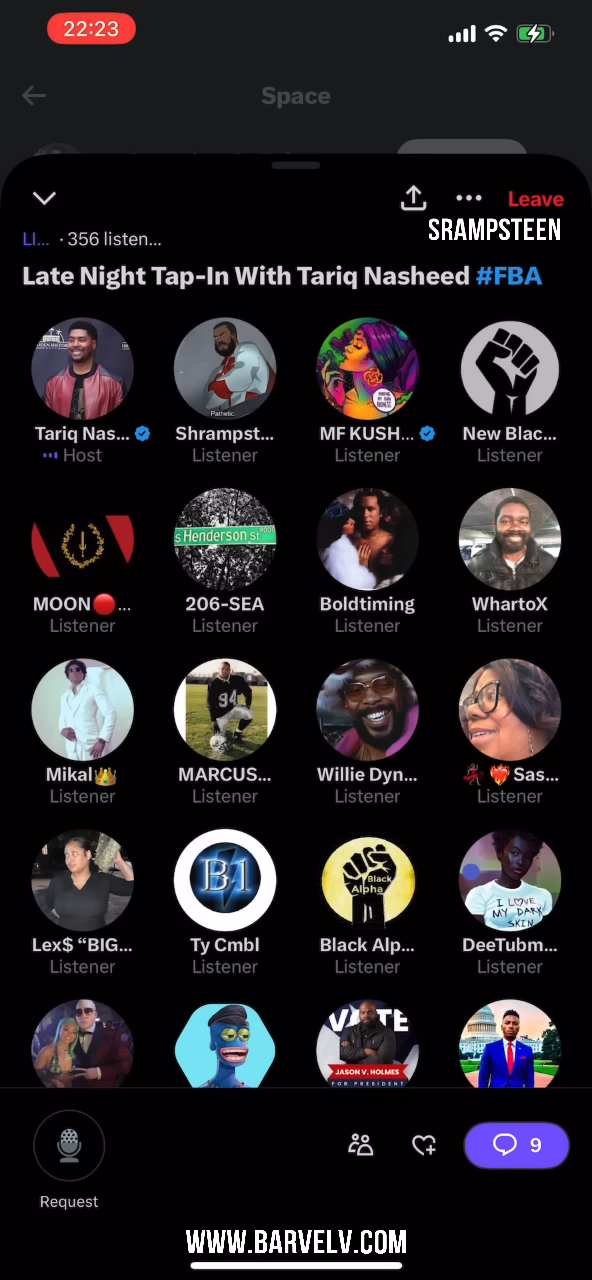 22:23
Space
Leave
SRAMPSTEEN
LI... · 356 listen...
Late Night Tap-In With Tariq Nasheed #FBA
Pathetic.
Tariq Nas... Shrampst... MF KUSH... New Blac...
Host Listener Listener Listener
S Henderson St 9000
MOON🔴... 206-SEA Boldtiming WhartoX
Listener Listener Listener Listener
94
Mikal👑 MARCUS... Willie Dyn... 💃🏾 ❤️‍🔥 Sas...
Listener Listener Listener Listener
B1
Black
Alpha
I LOVE
MY DARK
SKIN
Lex$ “BIG... Ty Cmbl Black Alp... DeeTubm...
Listener Listener Listener Listener
JASON V. HOLMES
FOR PRESIDENT
9
Request
WWW.BARVELV.COM